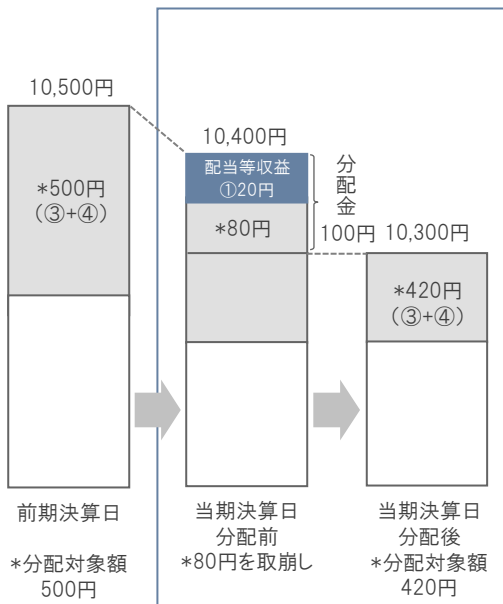 10,500円
*500円
(③+④)
前期決算日
*分配対象額
500円
10,400円
配当等収益
①20円
*80円
分配金
100円
当期決算日
分配前
*80円を取崩し
10,300円
*420円
(③+④)
当期決算日
分配後
*分配対象額
420円